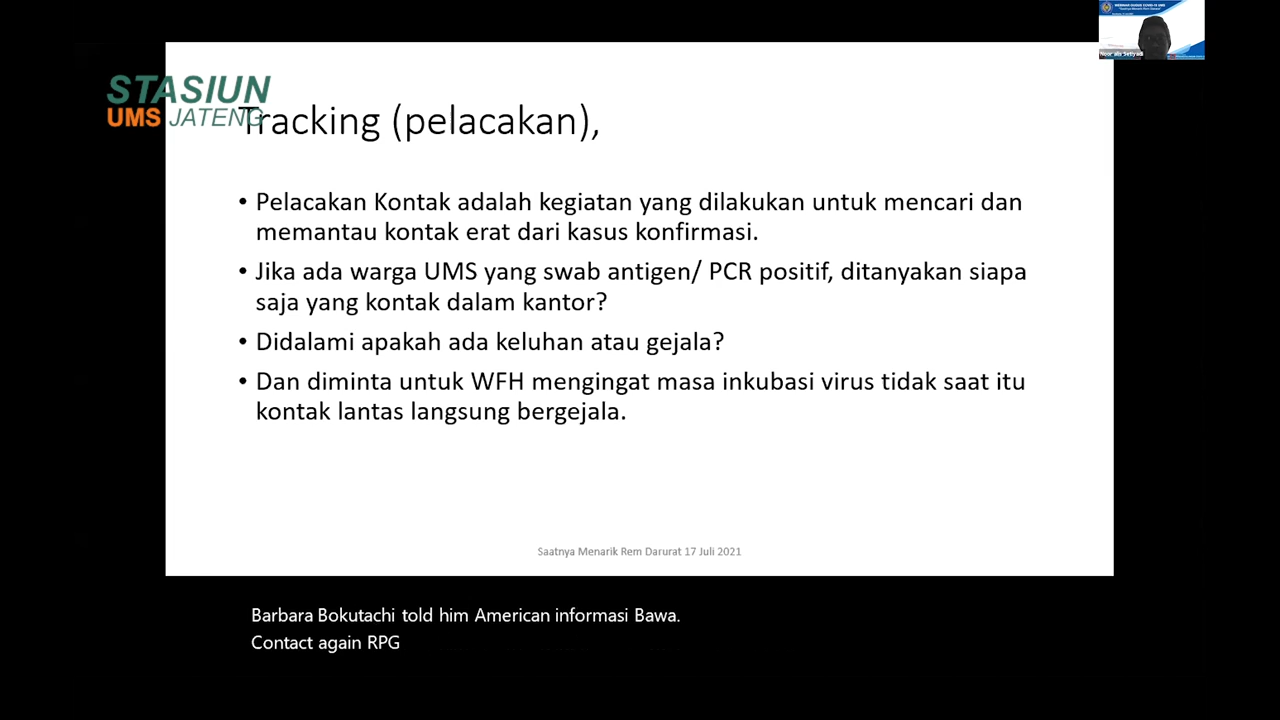 STASIUN
UMS JATENG
Tracking (pelacakan),
• Pelacakan Kontak adalah kegiatan yang dilakukan untuk mencari dan
memantau kontak erat dari kasus konfirmasi.
• Jika ada warga UMS yang swab antigen/ PCR positif, ditanyakan siapa
saja yang kontak dalam kantor?
• Didalami apakah ada keluhan atau gejala?
• Dan diminta untuk WFH mengingat masa inkubasi virus tidak saat itu
kontak lantas langsung bergejala.
Saatnya Menarik Rem Darurat 17 Juli 2021
Barbara Bokutachi told him American informasi Bawa.
Contact again RPG